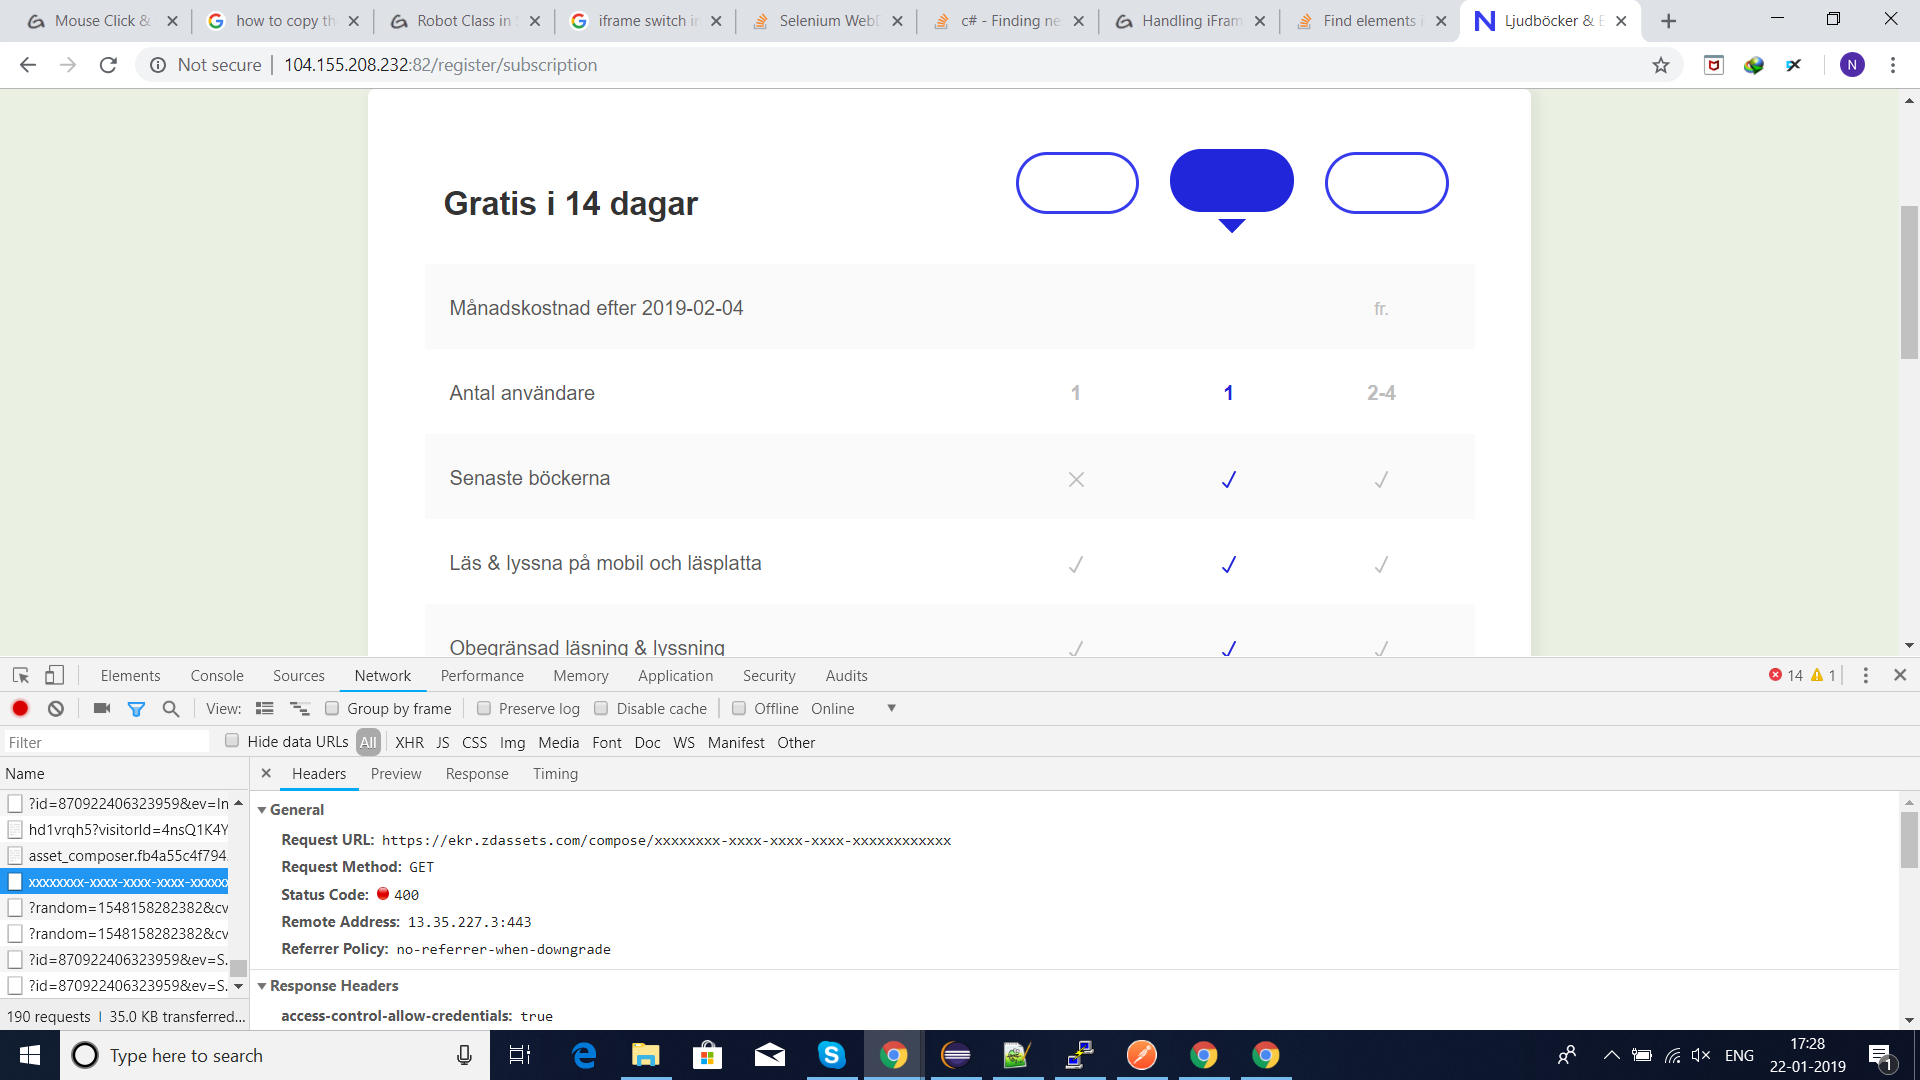 Mouse Click &
how to copy th
Robot Class in
iframe switch in
Selenium WebD
c# - Finding ne
Handling iFram
Find elements i
Ljudböcker & E
Not secure
104.155.208.232:82/register/subscription
N
Gratis i 14 dagar
Månadskostnad efter 2019-02-04 fr.
Antal användare 1 1 2-4
Senaste böckerna
Läs & lyssna på mobil och läsplatta
Obegränsad läsning & lyssning
Elements Console Sources Network Performance Memory Application Security Audits 14 1
View: Group by frame Preserve log Disable cache Offline Online
Filter Hide data URLs All XHR JS CSS Img Media Font Doc WS Manifest Other
Name
Headers Preview Response Timing
?id=870922406323959&ev=In
hd1vrqh5?visitorId=4nsQ1K4Y
asset_composer.fb4a55c4f794.
xxxxxxxx-xxxx-xxxx-xxxx-xxxxxx
?random=1548158282382&cv
?random=1548158282382&cv
?id=870922406323959&ev=S.
?id=870922406323959&ev=S.
190 requests | 35.0 KB transferred...
General
Request URL: https://ekr.zdassets.com/compose/xxxxxxxx-xxxx-xxxx-xxxx-xxxxxxxxxxxx
Request Method: GET
Status Code: 400
Remote Address: 13.35.227.3:443
Referrer Policy: no-referrer-when-downgrade
Response Headers
access-control-allow-credentials: true
Type here to search
ENG
17:28
22-01-2019
1